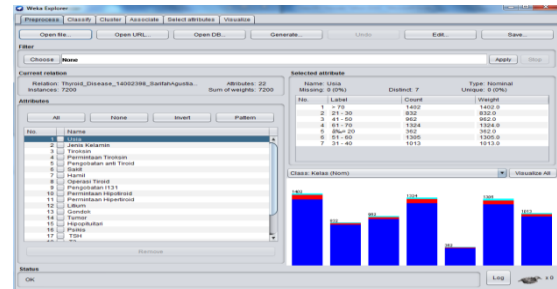 Weka Explorer
Preprocess Classify Cluster Associate Select attributes Visualize
Open file... Open URL... Open DB... Generate... Undo Edit... Save...
Filter
Choose None Apply Stop
Current relation
Relation: Thyroid_Disease_14002398_SarifahAgustia... Attributes: 22
Instances: 7200 Sum of weights: 7200
Attributes
All None Invert Pattern
No. Name
1 Usia
2 Jenis Kelamin
3 Tiroksin
4 Permintaan Tiroksin
5 Pengobatan anti Tiroid
6 Sakit
7 Hamil
8 Operasi Tiroid
9 Pengobatan I131
10 Permintaan Hipotiroid
11 Permintaan Hipertiroid
12 Litium
13 Gondok
14 Tumor
15 Hipopituitari
16 Psikis
17 TSH
Remove
Selected attribute
Name: Usia Type: Nominal
Missing: 0 (0%) Distinct: 7 Unique: 0 (0%)
No. Label Count Weight
1 > 70 1402 1402.0
2 21 - 30 832 832.0
3 41 - 50 962 962.0
4 61 - 70 1324 1324.0
5 20 362 362.0
6 51 - 60 1305 1305.0
7 31 - 40 1013 1013.0
Class: Kelas (Nom) Visualize All
1402 832 962 1324 362 1305 1013
Status
OK Log x 0